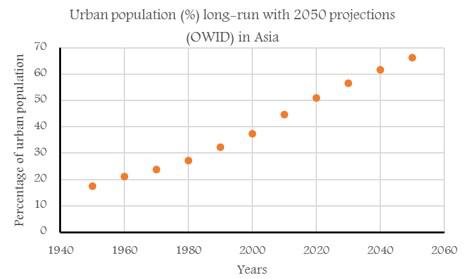 Urban population (%) long-run with 2050 projections
(OWID) in Asia
Percentage of urban population
70
60
50
40
30
20
10
0
1940 1960 1980 2000 2020 2040 2060
Years